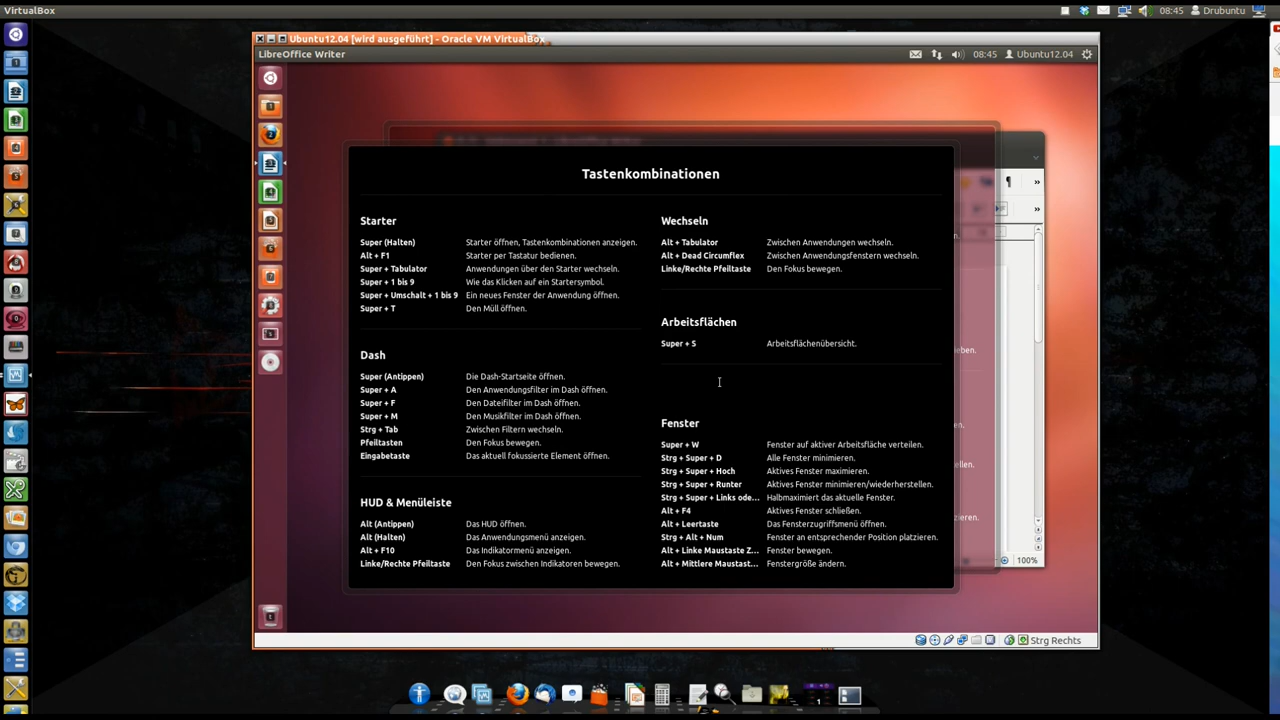 VirtualBox
08:45 Drubuntu
Ubuntu12.04 [wird ausgeführt] - Oracle VM VirtualBox
LibreOffice Writer
08:45 Ubuntu12.04
Tastenkombinationen
Starter
Super (Halten) Starter öffnen, Tastenkombinationen anzeigen.
Alt + F1 Starter per Tastatur bedienen.
Super + Tabulator Anwendungen über den Starter wechseln.
Super + 1 bis 9 Wie das Klicken auf ein Startersymbol.
Super + Umschalt + 1 bis 9 Ein neues Fenster der Anwendung öffnen.
Super + T Den Müll öffnen.
Dash
Super (Antippen) Die Dash-Startseite öffnen.
Super + A Den Anwendungsfilter im Dash öffnen.
Super + F Den Dateifilter im Dash öffnen.
Super + M Den Musikfilter im Dash öffnen.
Strg + Tab Zwischen Filtern wechseln.
Pfeiltasten Den Fokus bewegen.
Eingabetaste Das aktuell fokussierte Element öffnen.
HUD & Menüleiste
Alt (Antippen) Das HUD öffnen.
Alt (Halten) Das Anwendungsmenü anzeigen.
Alt + F10 Das Indikatormenü anzeigen.
Linke/Rechte Pfeiltaste Den Fokus zwischen Indikatoren bewegen.
Wechseln
Alt + Tabulator Zwischen Anwendungen wechseln.
Alt + Dead Circumflex Zwischen Anwendungsfenstern wechseln.
Linke/Rechte Pfeiltaste Den Fokus bewegen.
Arbeitsflächen
Super + S Arbeitsflächenübersicht.
Fenster
Super + W Fenster auf aktiver Arbeitsfläche verteilen.
Strg + Super + D Alle Fenster minimieren.
Strg + Super + Hoch Aktives Fenster maximieren.
Strg + Super + Runter Aktives Fenster minimieren/wiederherstellen.
Strg + Super + Links ode... Halbmaximiert das aktuelle Fenster.
Alt + F4 Aktives Fenster schließen.
Alt + Leertaste Das Fensterzugriffsmenü öffnen.
Strg + Alt + Num Fenster an entsprechender Position platzieren.
Alt + Linke Maustaste Z... Fenster bewegen.
Alt + Mittlere Maustast... Fenstergröße ändern.
100%
Strg Rechts